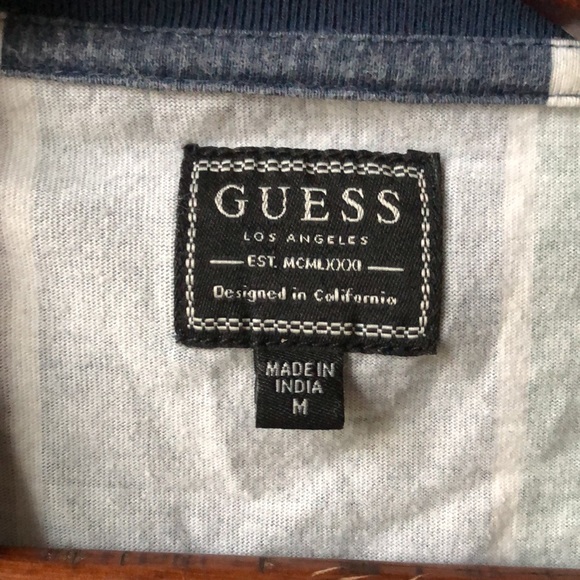 GUESS
LOS ANGELES
EST. MCMLXXXI
Designed in California
MADE IN
INDIA
M